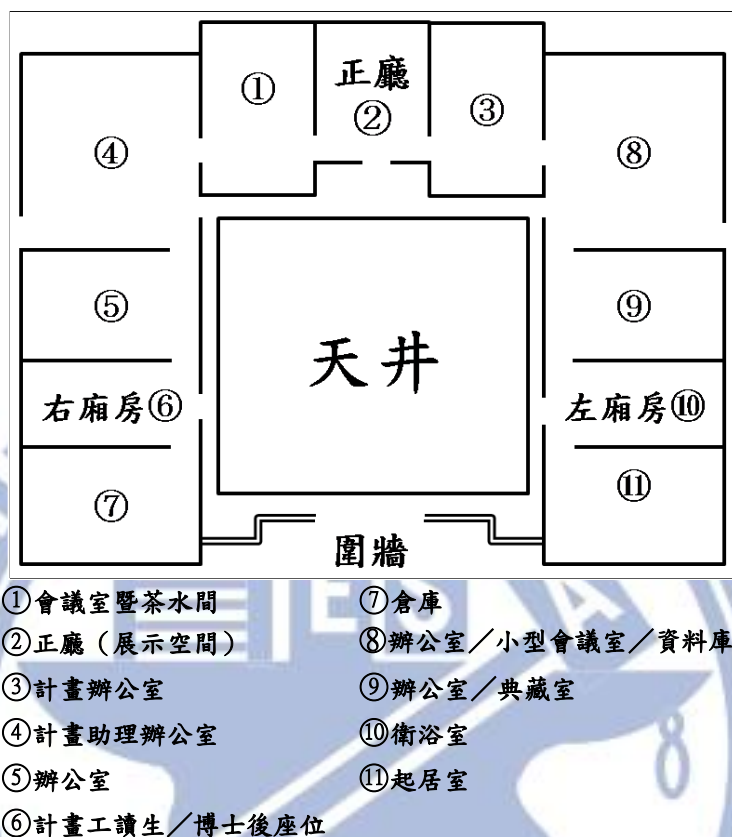 正廳
① ② ③
④ ⑧
⑤ ⑨
天井
右廂房⑥ 左廂房⑩
⑦ ⑪
圍牆
①會議室暨茶水間
②正廳（展示空間）
③計畫辦公室
④計畫助理辦公室
⑤辦公室
⑥計畫工讀生／博士後座位
⑦倉庫
⑧辦公室／小型會議室／資料庫
⑨辦公室／典藏室
⑩衛浴室
⑪起居室